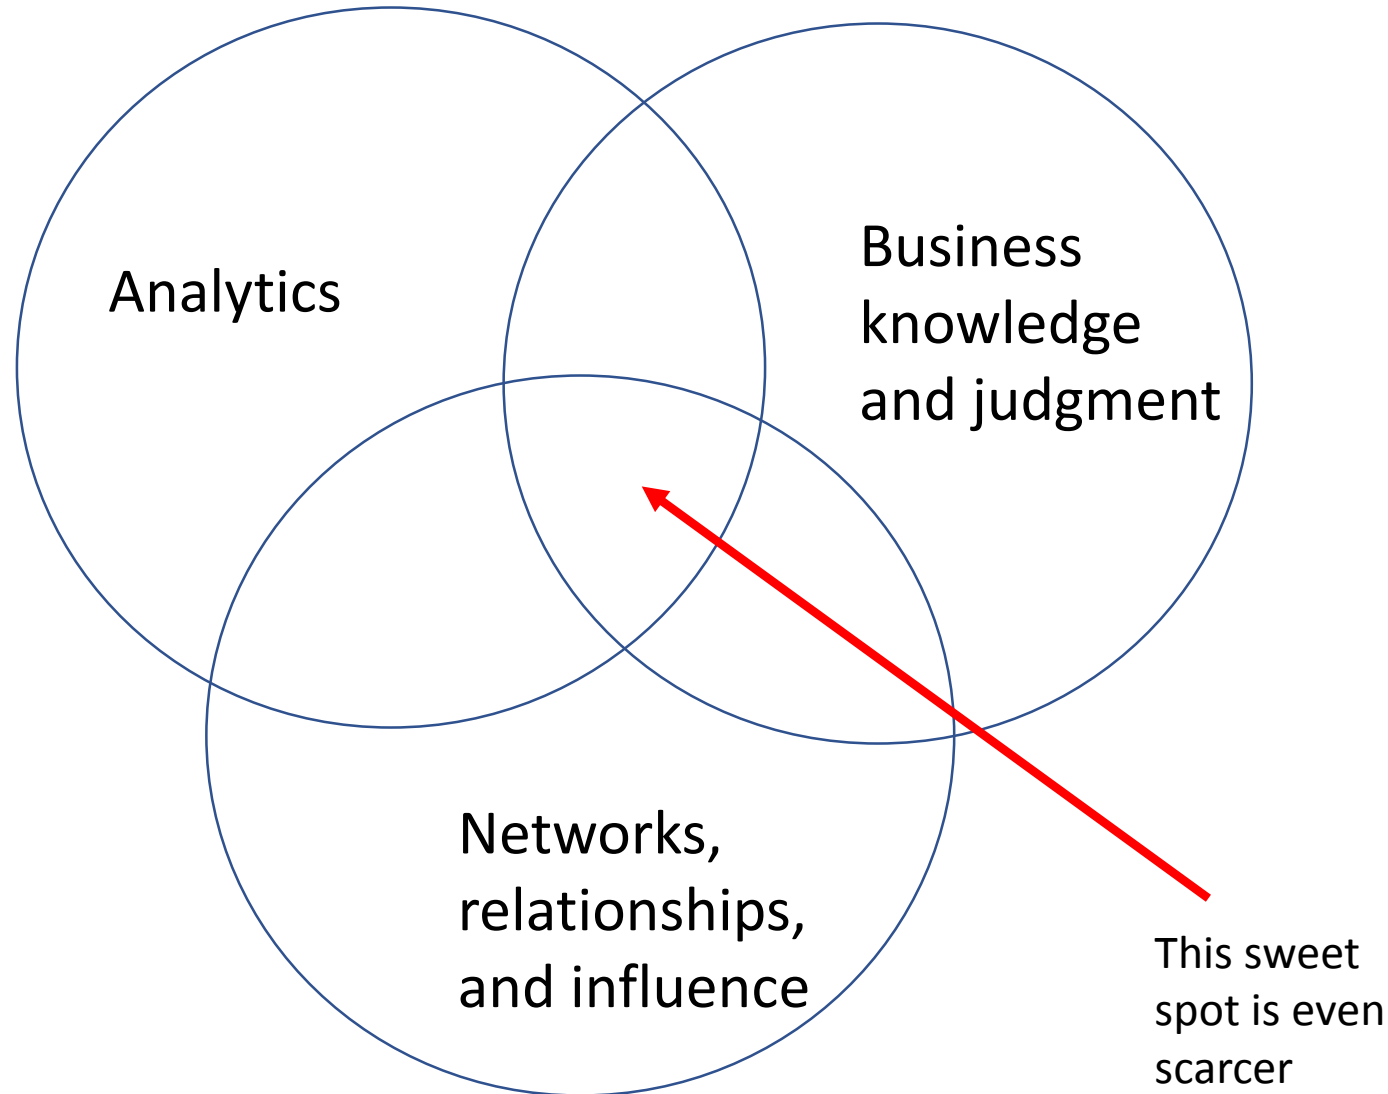 Analytics
Business
knowledge
and judgment
Networks,
relationships,
and influence
This sweet
spot is even
scarcer